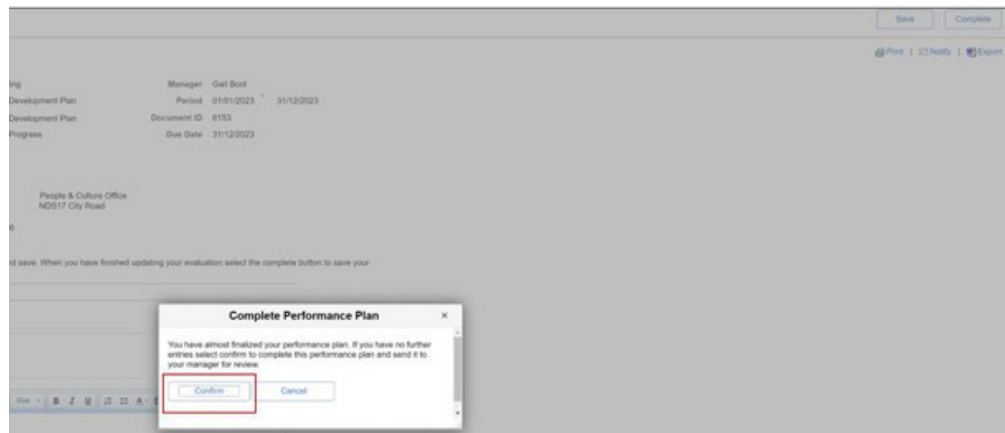 Save Complete
Print | Notify | Export
ing Manager Gail Boot
Development Plan Period 01/01/2023 - 31/12/2023
Development Plan Document ID 6153
Progress Due Date 31/12/2023
People & Culture Office
NDS17 City Road
6
d save. When you have finished updating your evaluation select the complete button to save your
Complete Performance Plan ×
You have almost finalized your performance plan. If you have no further
entries select confirm to complete this performance plan and send it to
your manager for review.
Confirm Cancel
Size B I U A